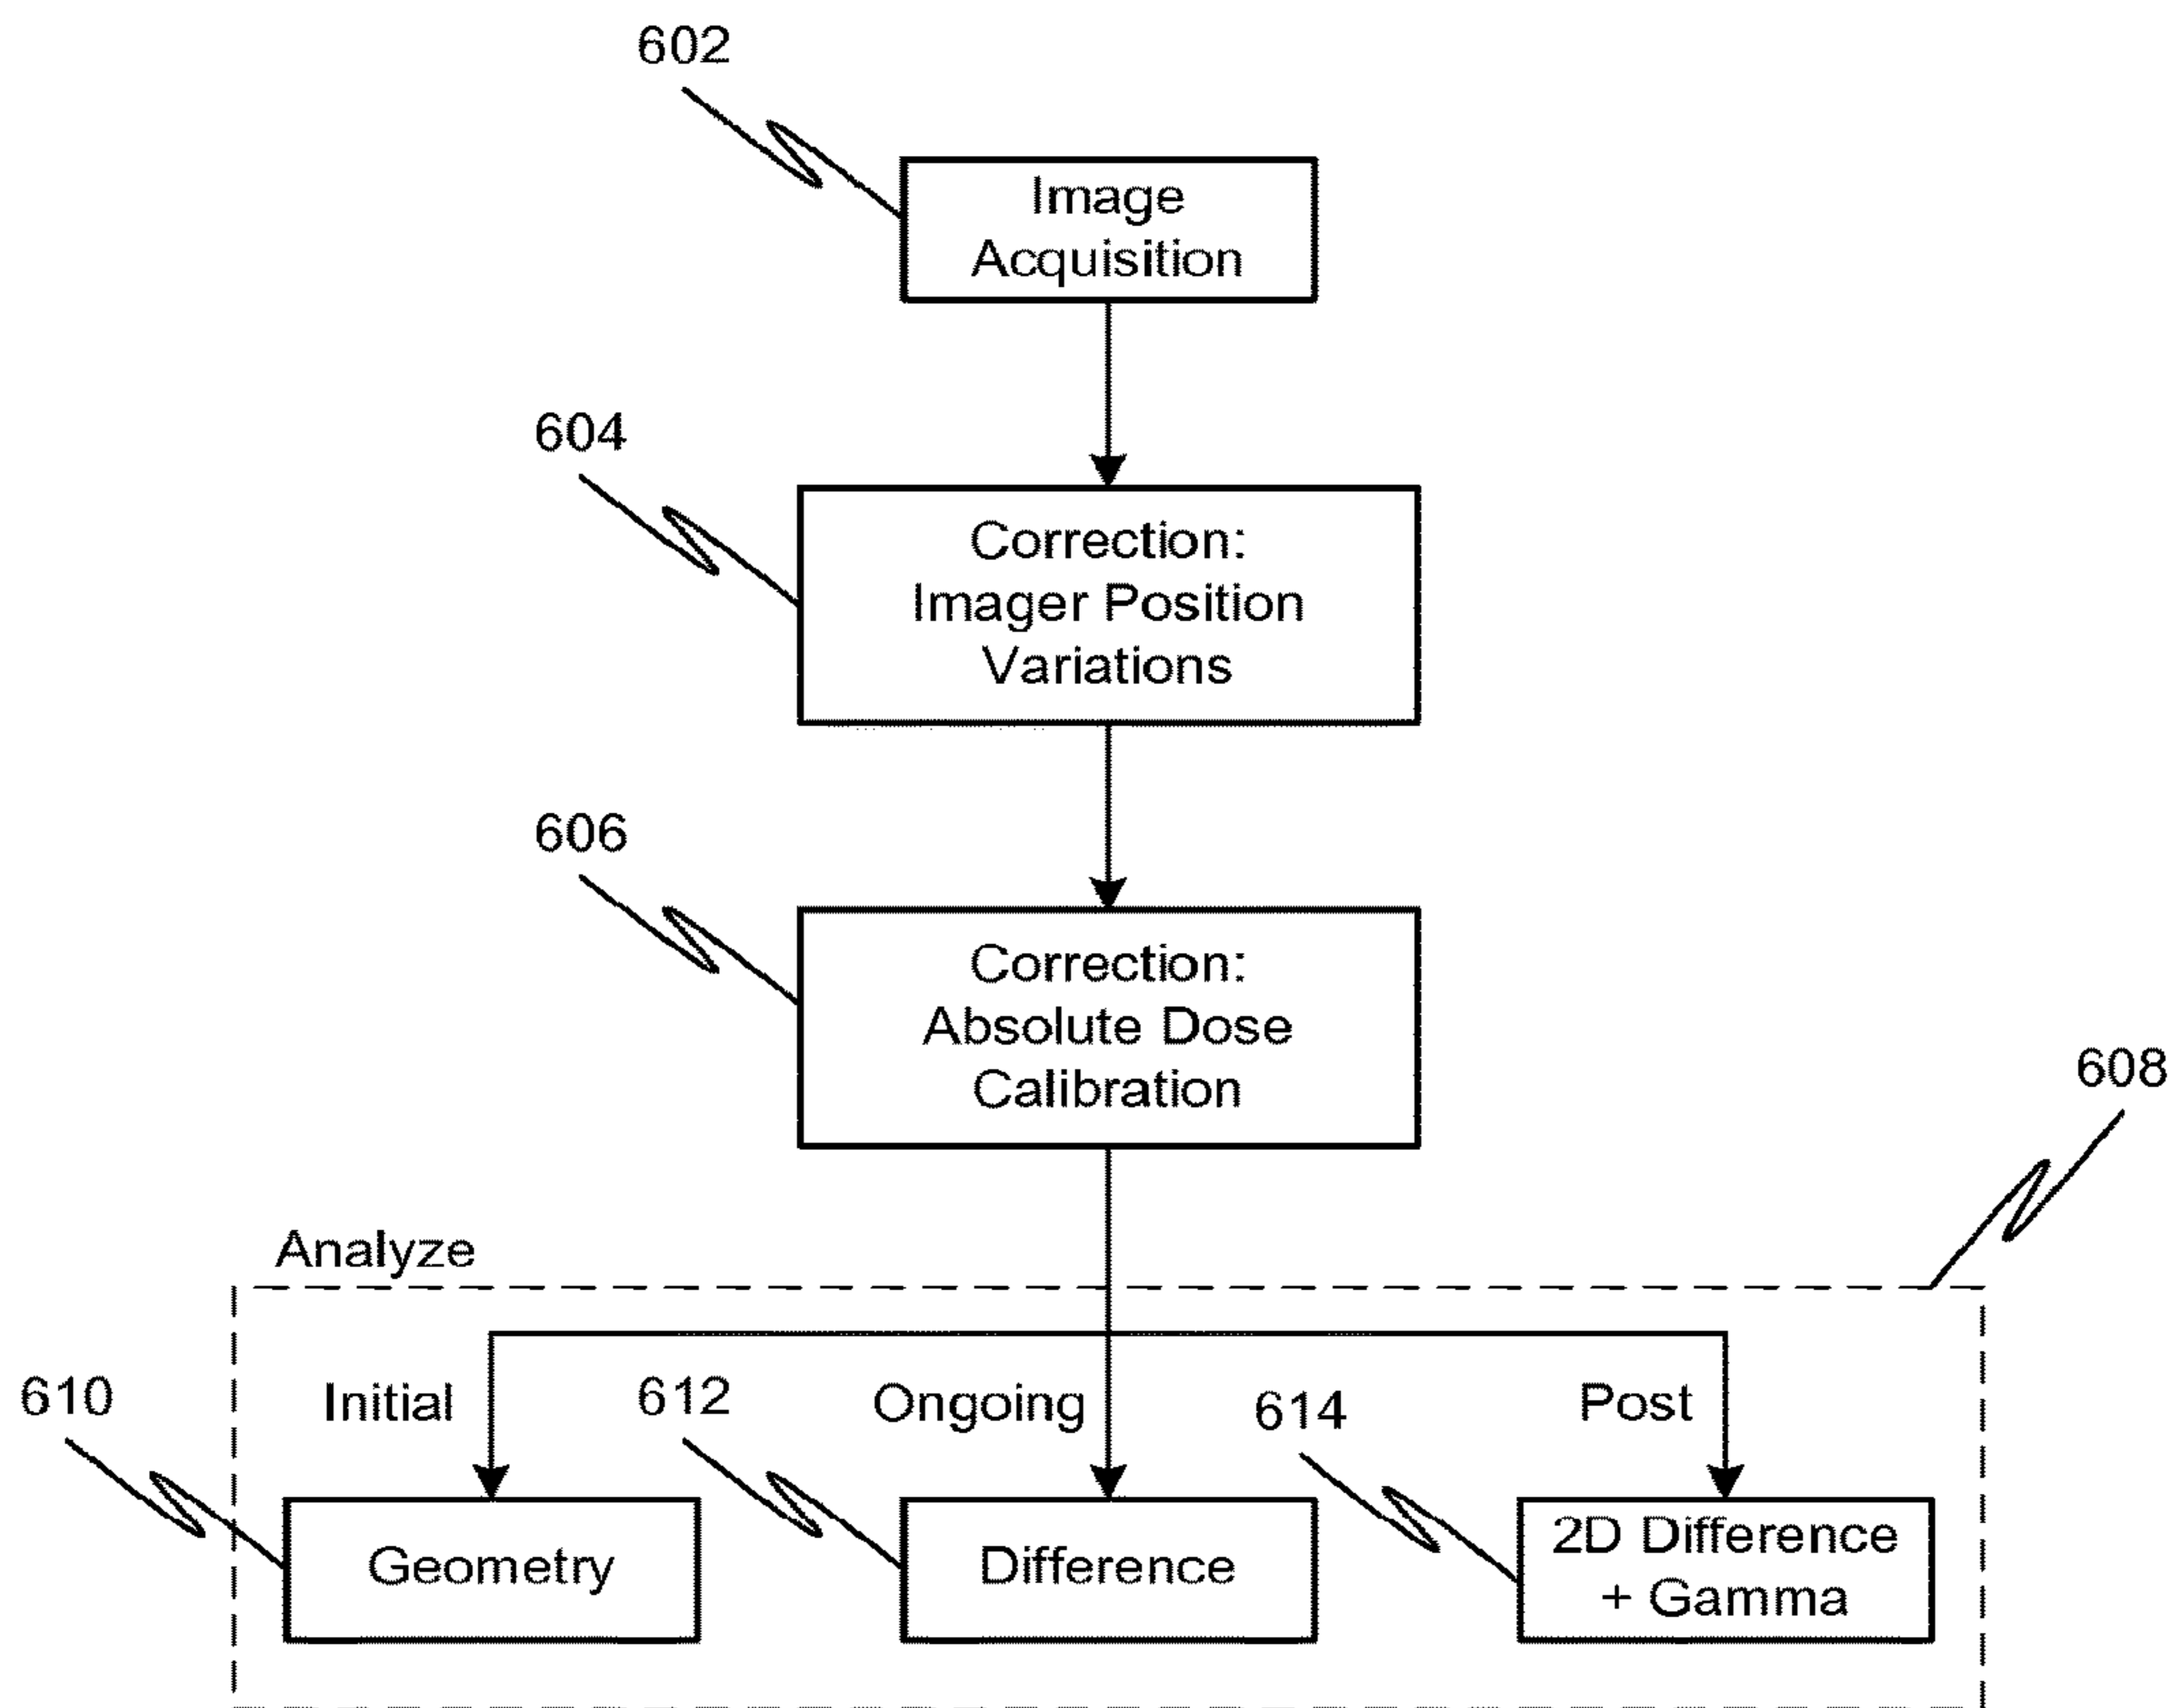 602
Image
Acquisition
604
Correction:
Imager Position
Variations
606
Correction:
Absolute Dose
Calibration
608
Analyze
610
Initial
612
Ongoing
614
Post
Geometry
Difference
2D Difference
+ Gamma